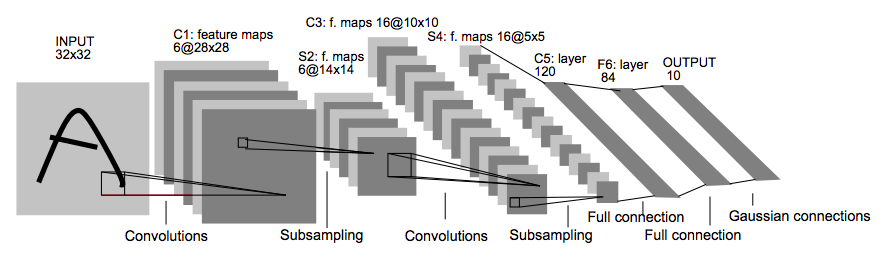 INPUT
32x32
C1: feature maps
6@28x28
S2: f. maps
6@14x14
C3: f. maps 16@10x10
S4: f. maps 16@5x5
C5: layer
120
F6: layer
84
OUTPUT
10
Convolutions
Subsampling
Convolutions
Subsampling
Full connection
Full connection
Gaussian connections
A